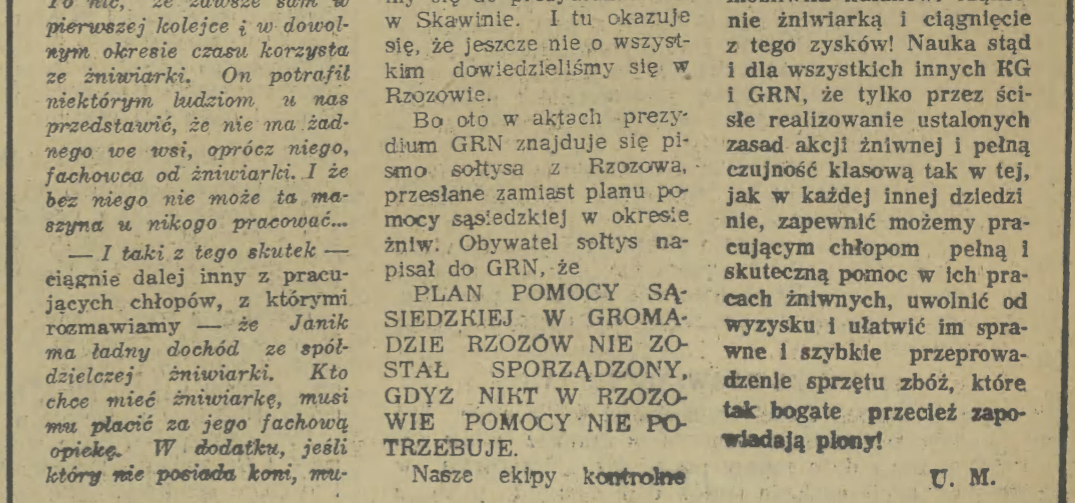 To nic, że zawsze sam w
pierwszej kolejce i w dowol-
nym okresie czasu korzysta
ze żniwiarki. On potrafił
niektórym ludziom u nas
przedstawić, że nie ma żad-
nego we wsi, oprócz niego,
fachowca od żniwiarki. I że
bez niego nie może ta ma-
szyna u nikogo pracować...
— I taki z tego skutek —
ciągnie dalej inny z pracu-
jących chłopów, z którymi
rozmawiamy — że Janik
ma ładny dochód ze spół-
dzielczej żniwiarki. Kto
chce mieć żniwiarkę, musi
mu płacić za jego fachową
opiekę. W dodatku, jeśli
który nie posiada koni, mu-
w Skawinie. I tu okazuje
się, że jeszcze nie o wszyst-
kim dowiedzieliśmy się w
Rzozowie.
Bo oto w aktach prezy-
dium GRN znajduje się pi-
smo sołtysa z Rzozowa,
przesłane zamiast planu po-
mocy sąsiedzkiej w okresie
żniw. Obywatel sołtys na-
pisał do GRN, że
PLAN POMOCY SĄ-
SIEDZKIEJ W GROMA-
DZIE RZOZÓW NIE ZO-
STAŁ SPORZĄDZONY,
GDYŻ NIKT W RZOZO-
WIE POMOCY NIE PO-
TRZEBUJE.
Nasze ekipy kontrolne
nie żniwiarką i ciągnięcie
z tego zysków! Nauka stąd
i dla wszystkich innych KG
i GRN, że tylko przez ści-
słe realizowanie ustalonych
zasad akcji żniwnej i pełną
czujność klasową tak w tej,
jak w każdej innej dziedzi
nie, zapewnić możemy pra-
cującym chłopom pełną i
skuteczną pomoc w ich pra-
cach żniwnych, uwolnić od
wyzysku i ułatwić im spra-
wne i szybkie przeprowa-
dzenie sprzętu zbóż, które
tak bogate przecież zapo-
wiadają plony!
U. M.